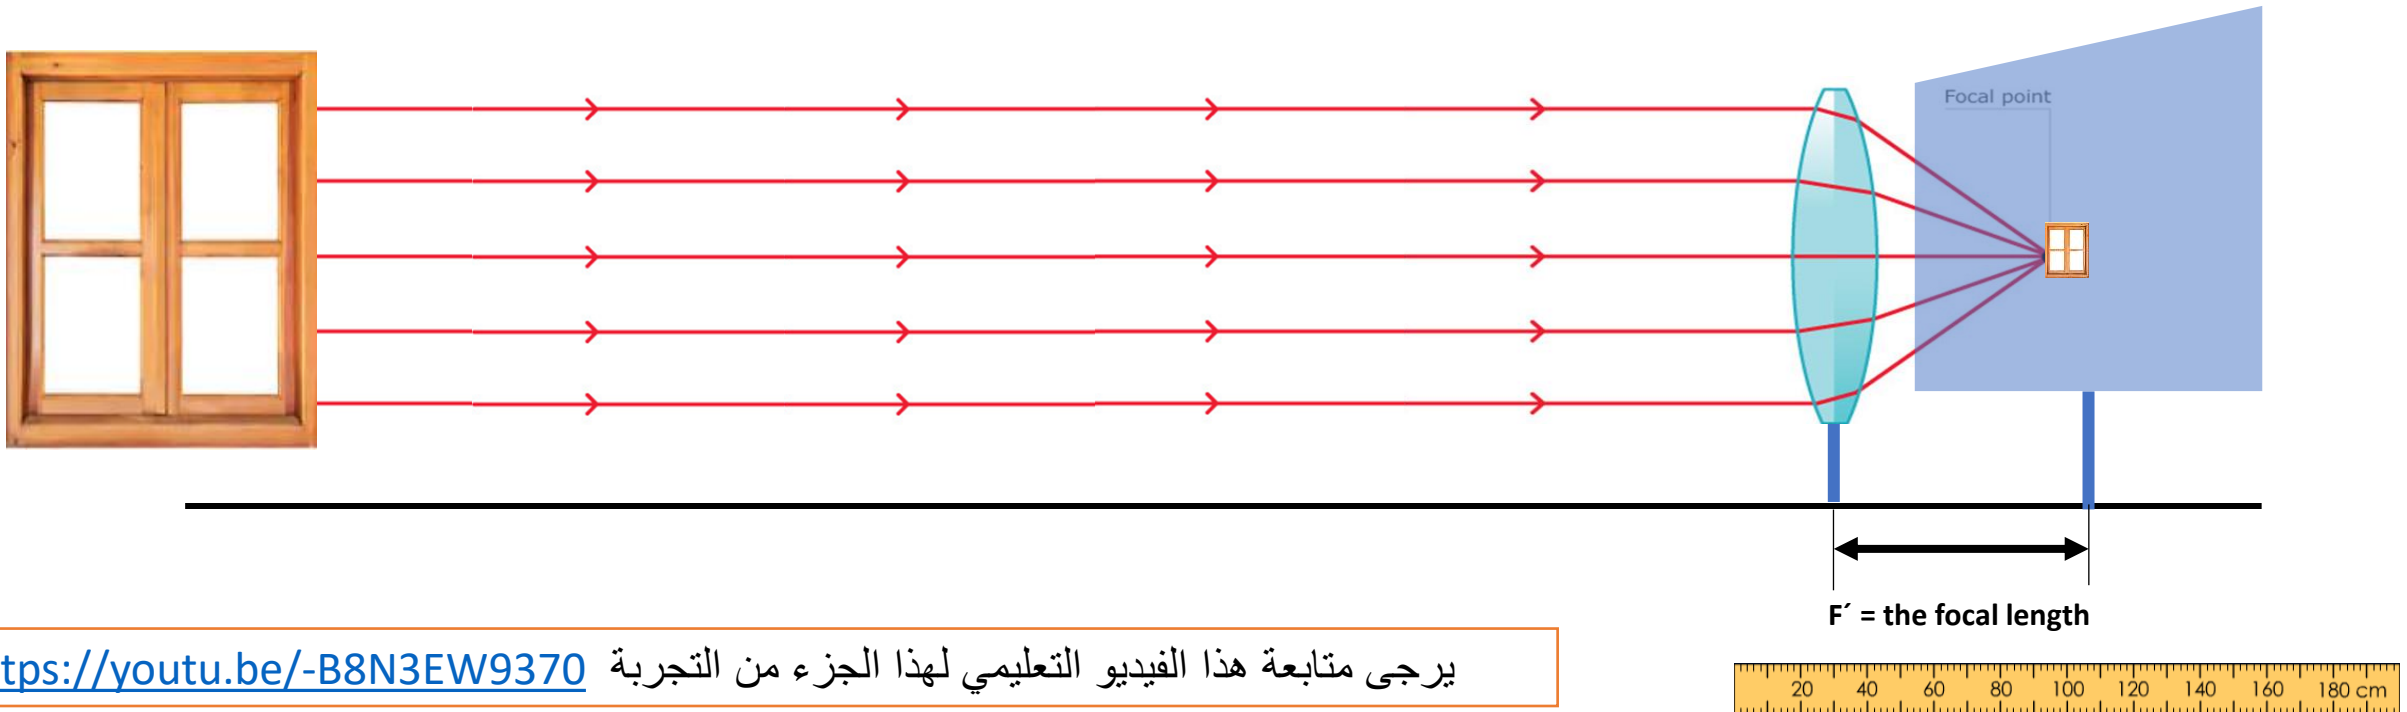 Focal point
F´ = the focal length
يرجى متابعة هذا الفيديو التعليمي لهذا الجزء من التجربة tps://youtu.be/-B8N3EW9370
20 40 60 80 100 120 140 160 180 cm